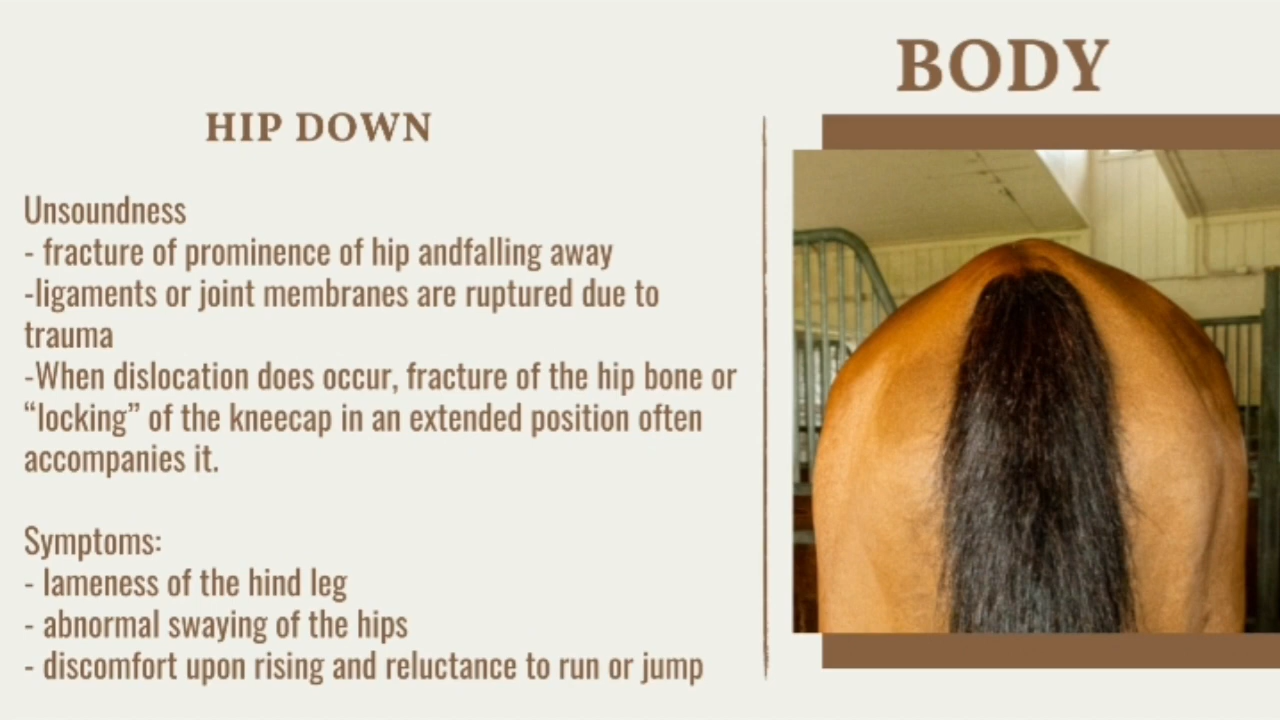 BODY
HIP DOWN
Unsoundness
- fracture of prominence of hip andfalling away
-ligaments or joint membranes are ruptured due to
trauma
-When dislocation does occur, fracture of the hip bone or
“locking” of the kneecap in an extended position often
accompanies it.
Symptoms:
- lameness of the hind leg
- abnormal swaying of the hips
- discomfort upon rising and reluctance to run or jump